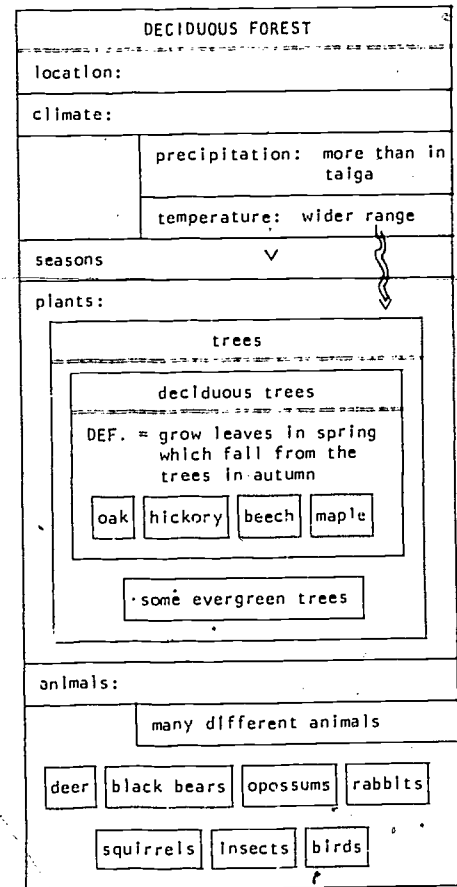 DECIDUOUS FOREST
location:
climate:
precipitation: more than in
taiga
temperature: wider range
seasons
plants:
trees
deciduous trees
DEF. = grow leaves in spring
which fall from the
trees in autumn
oak hickory beech maple
some evergreen trees
animals:
many different animals
deer black bears opossums rabbits
squirrels insects birds